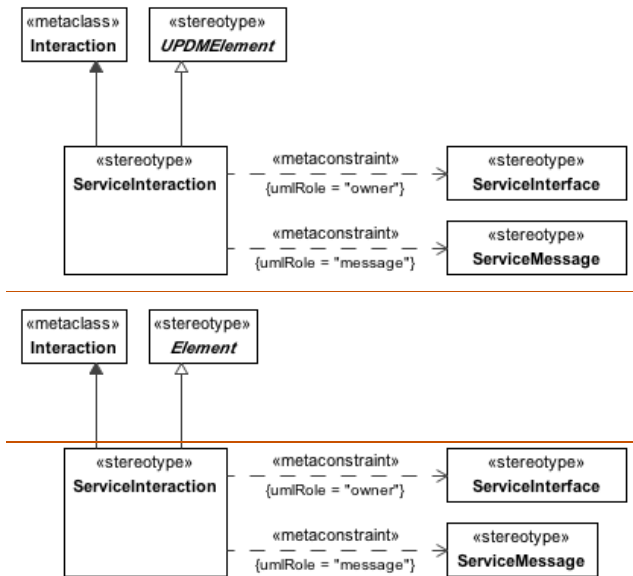 «metaclass»
Interaction
«stereotype»
UPDMElement
«stereotype»
ServiceInteraction
«metaconstraint»
{umlRole = "owner"}
«stereotype»
ServiceInterface
«metaconstraint»
{umlRole = "message"}
«stereotype»
ServiceMessage
«metaclass»
Interaction
«stereotype»
Element
«stereotype»
ServiceInteraction
«metaconstraint»
{umlRole = "owner"}
«stereotype»
ServiceInterface
«metaconstraint»
{umlRole = "message"}
«stereotype»
ServiceMessage